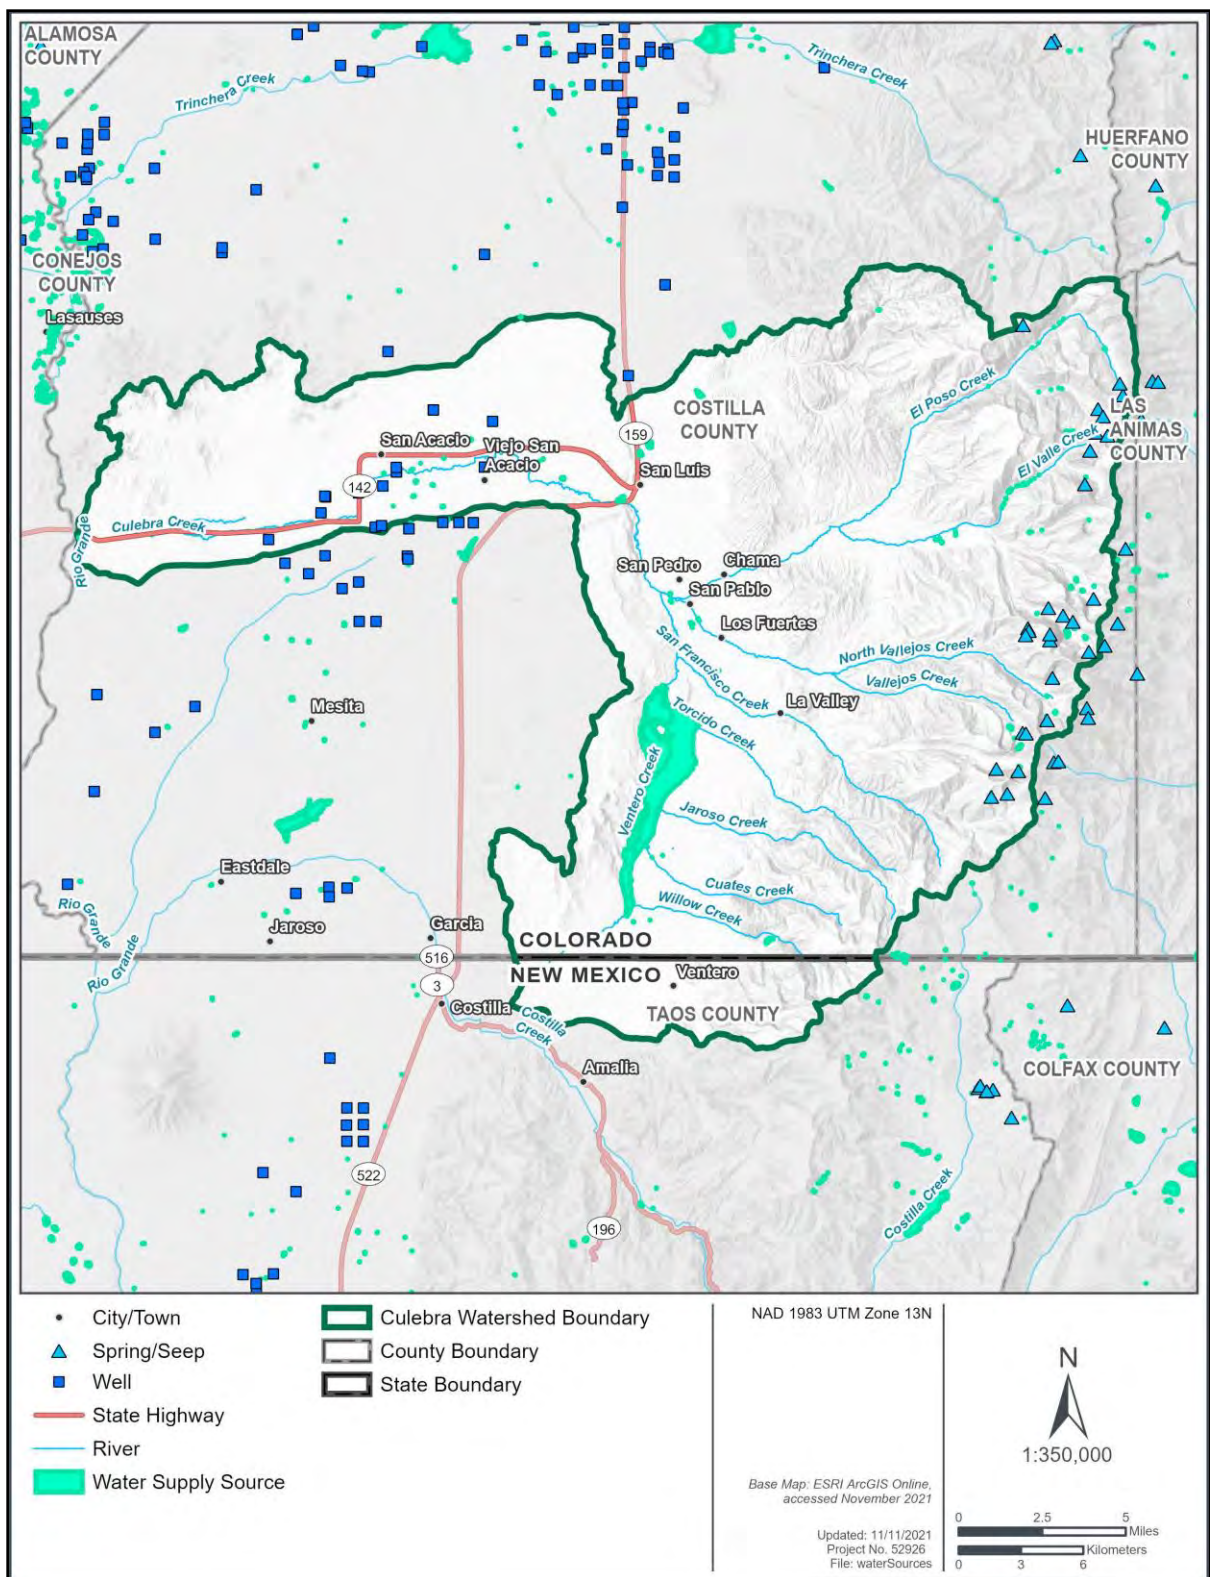 ALAMOSA
COUNTY
Trinchera Creek
Trinchera Creek
HUERFANO
COUNTY
CONEJOS
COUNTY
Lasauses
COSTILLA
COUNTY
El Poso Creek
LAS
ANIMAS
COUNTY
El Valle Creek
159
San Acacio
Viejo San
Acacio
San Luis
142
Culebra Creek
Rio Grande
San Pedro
Chama
San Pablo
Los Fuertes
San Francisco Creek
North Vallejos Creek
Vallejos Creek
La Valley
Torcido Creek
Mesita
Ventero Creek
Jaroso Creek
Eastdale
Cuates Creek
Willow Creek
Rio Grande
Rio Grande
Jaroso
Garcia
COLORADO
516
NEW MEXICO
Ventero
3
Costilla
Costilla
Creek
TAOS COUNTY
Amalia
COLFAX COUNTY
522
Costilla Creek
196
City/Town
Spring/Seep
Well
State Highway
River
Water Supply Source
Culebra Watershed Boundary
County Boundary
State Boundary
NAD 1983 UTM Zone 13N
Base Map: ESRI ArcGIS Online,
accessed November 2021
Updated: 11/11/2021
Project No. 52926
File: waterSources
N
1:350,000
0 2.5 5
Miles
Kilometers
0 3 6